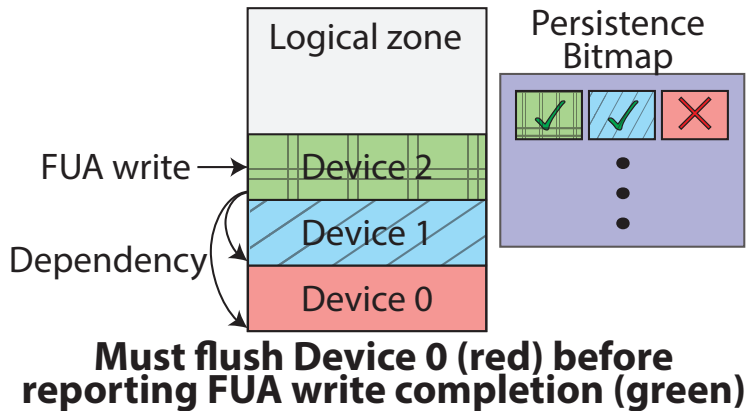 Logical zone
Persistence
Bitmap
FUA write
Device 2
Device 1
Dependency
Device 0
Must flush Device 0 (red) before
reporting FUA write completion (green)